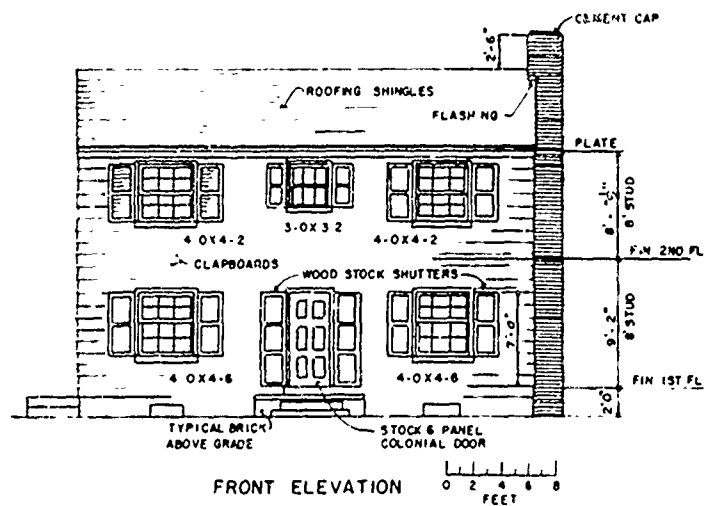 CEMENT CAP
2'-6"
ROOFING SHINGLES
FLASHING
PLATE
8' STUD
4-0X4-2
3-0X3-2
4-0X4-2
FIN. 2ND FL
CLAPBOARDS
WOOD STOCK SHUTTERS
7'-0"
9'-2"
8' STUD
4-0X4-6
4-0X4-6
FIN 1ST FL
2'0"
TYPICAL BRICK
ABOVE GRADE
STOCK 6 PANEL
COLONIAL DOOR
FRONT ELEVATION
0 2 4 6 8
FEET